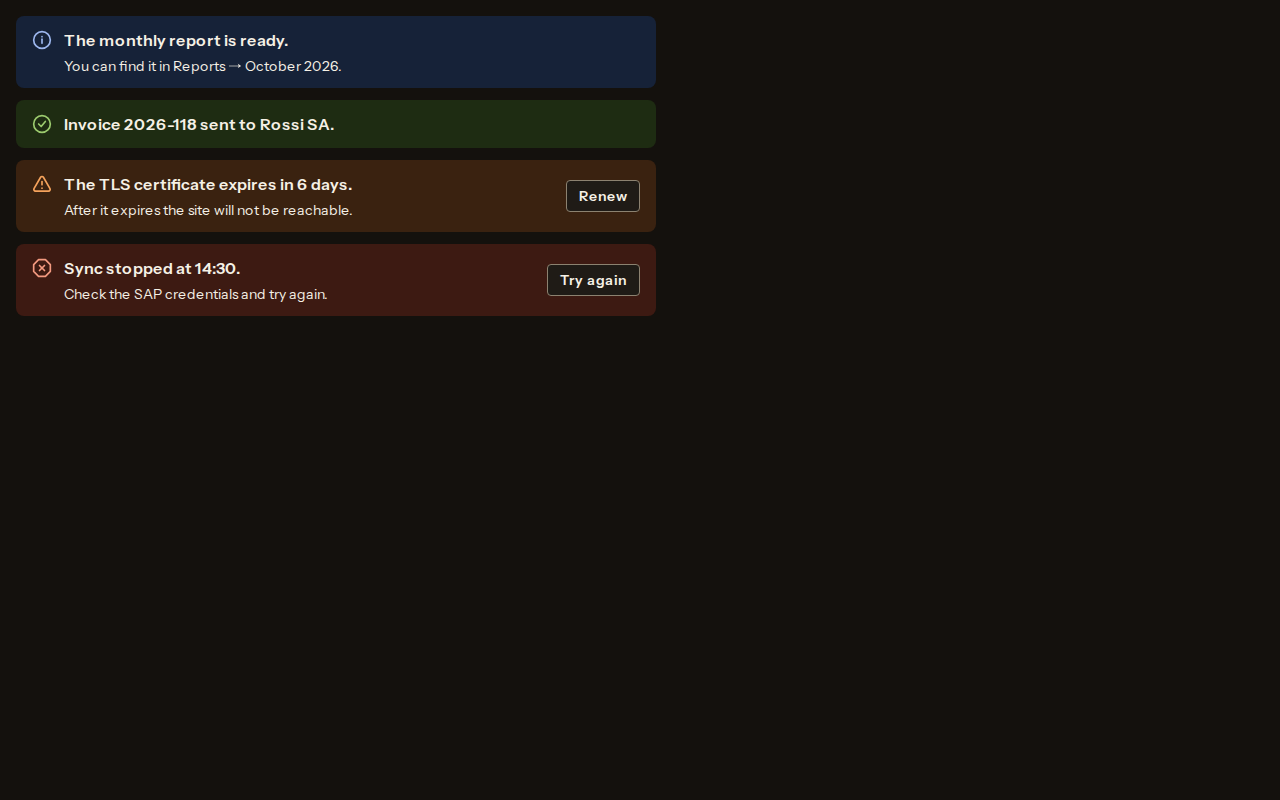 The monthly report is ready.
You can find it in Reports → October 2026.
Invoice 2026-118 sent to Rossi SA.
The TLS certificate expires in 6 days.
After it expires the site will not be reachable.
Renew
Sync stopped at 14:30.
Check the SAP credentials and try again.
Try again